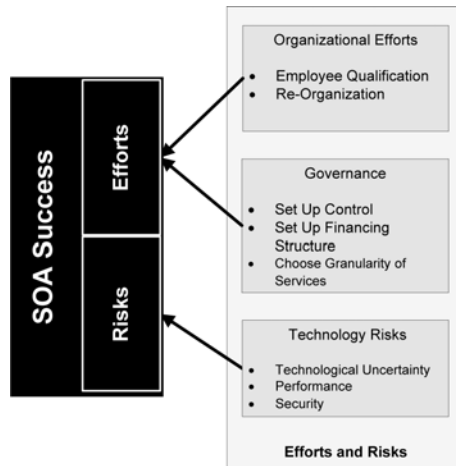 SOA Success
Efforts
Risks
Organizational Efforts
• Employee Qualification
• Re-Organization
Governance
• Set Up Control
• Set Up Financing
Structure
• Choose Granularity of
Services
Technology Risks
• Technological Uncertainty
• Performance
• Security
Efforts and Risks